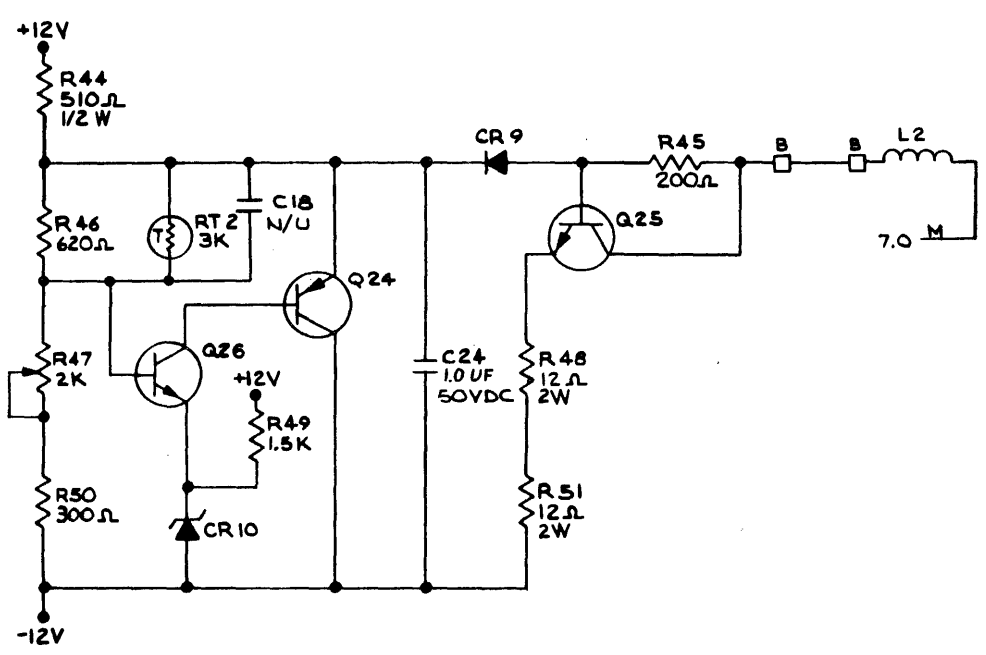 +12V
R44
510Ω
1/2 W
CR9
R45
200Ω
B
B
L2
R46
620Ω
T
RT2
3K
C18
N/U
Q25
7.0 M
Q24
R47
2K
Q26
+12V
C24
1.0 UF
50VDC
R48
12Ω
2W
R49
1.5K
R50
300Ω
CR10
R51
12Ω
2W
-12V